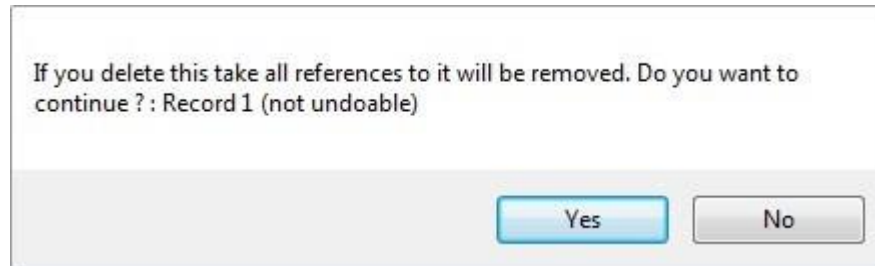 If you delete this take all references to it will be removed. Do you want to
continue ? : Record 1 (not undoable)
Yes
No